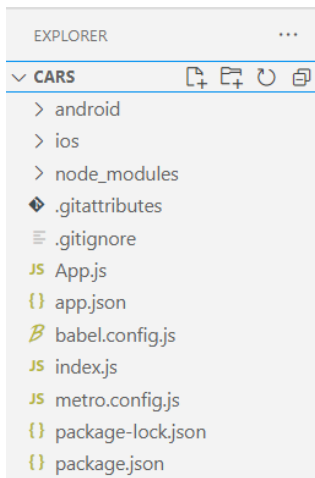 EXPLORER
CARS
android
ios
node_modules
.gitattributes
.gitignore
JS App.js
{} app.json
B babel.config.js
JS index.js
JS metro.config.js
{} package-lock.json
{} package.json